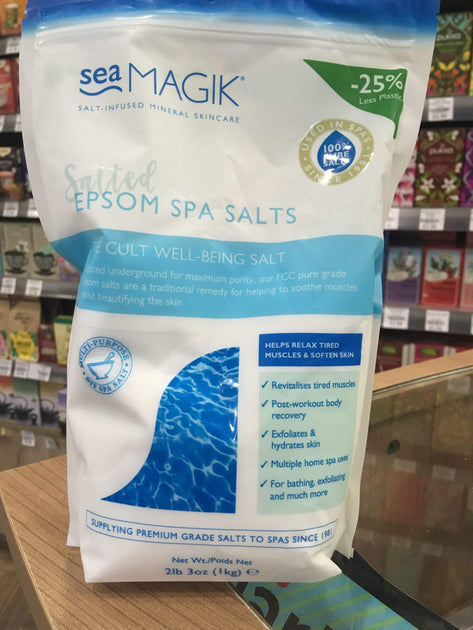 sea MAGIK®
SALT-INFUSED MINERAL SKINCARE
-25%
Less Plastic
USED IN SPAS
100%
PURE
SALT
SINCE 1981
Salted
EPSOM SPA SALTS
CULT WELL-BEING SALT
underground for maximum purity, our FCC pure grade
salts are a traditional remedy for helping to soothe muscles
beautifying the skin
MULTI-PURPOSE
DIY SPA SALT
HELPS RELAX TIRED
MUSCLES & SOFTEN SKIN
✓ Revitalises tired muscles
✓ Post-workout body
recovery
✓ Exfoliates &
hydrates skin
✓ Multiple home spa uses
✓ For bathing, exfoliating
and much more
SUPPLYING PREMIUM GRADE SALTS TO SPAS SINCE 1981
Net Wt./Poids Net
2lb 3oz (1kg) ℮